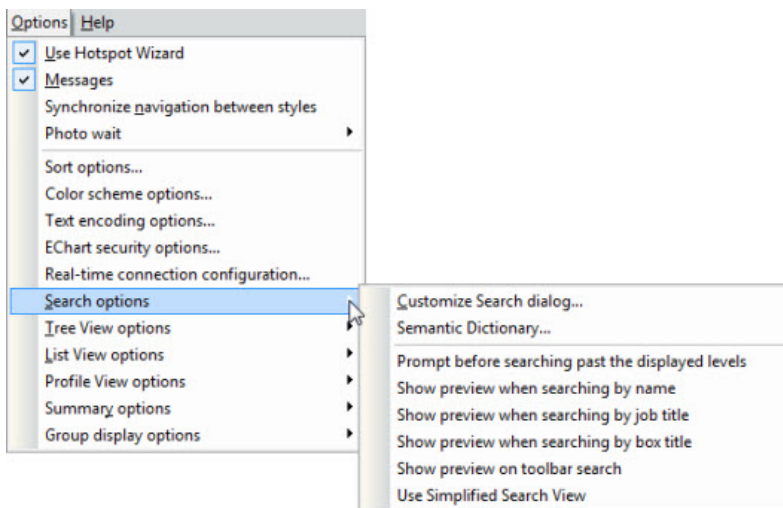 Options Help
Use Hotspot Wizard
Messages
Synchronize navigation between styles
Photo wait
Sort options...
Color scheme options...
Text encoding options...
EChart security options...
Real-time connection configuration...
Search options
Tree View options
List View options
Profile View options
Summary options
Group display options
Customize Search dialog...
Semantic Dictionary...
Prompt before searching past the displayed levels
Show preview when searching by name
Show preview when searching by job title
Show preview when searching by box title
Show preview on toolbar search
Use Simplified Search View